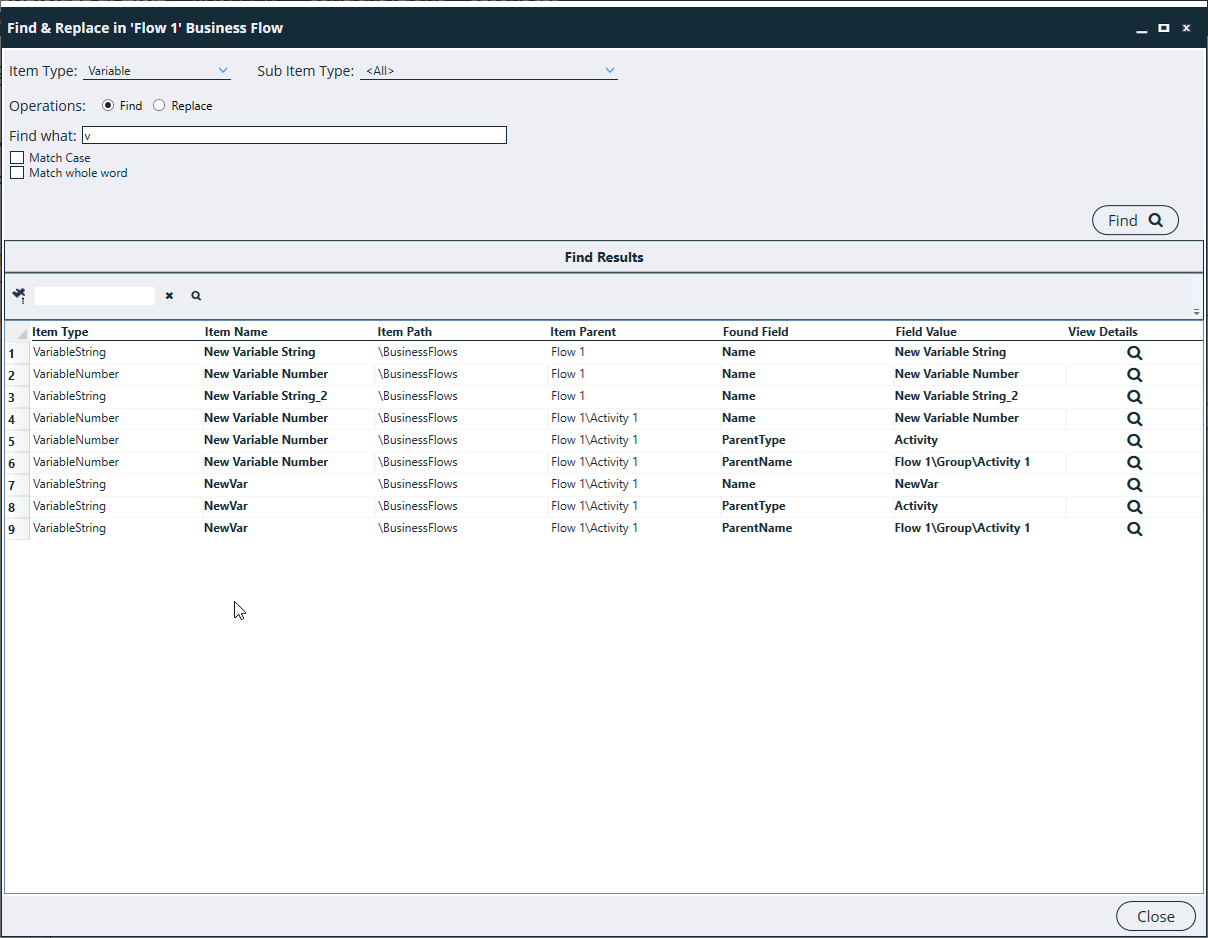 Find & Replace in 'Flow 1' Business Flow
Item Type: Variable Sub Item Type: <All>
Operations: Find Replace
Find what: v
Match Case
Match whole word
Find
Find Results
Item Type Item Name Item Path Item Parent Found Field Field Value View Details
1 VariableString New Variable String \BusinessFlows Flow 1 Name New Variable String
2 VariableNumber New Variable Number \BusinessFlows Flow 1 Name New Variable Number
3 VariableString New Variable String_2 \BusinessFlows Flow 1 Name New Variable String_2
4 VariableNumber New Variable Number \BusinessFlows Flow 1\Activity 1 Name New Variable Number
5 VariableNumber New Variable Number \BusinessFlows Flow 1\Activity 1 ParentType Activity
6 VariableNumber New Variable Number \BusinessFlows Flow 1\Activity 1 ParentName Flow 1\Group\Activity 1
7 VariableString NewVar \BusinessFlows Flow 1\Activity 1 Name NewVar
8 VariableString NewVar \BusinessFlows Flow 1\Activity 1 ParentType Activity
9 VariableString NewVar \BusinessFlows Flow 1\Activity 1 ParentName Flow 1\Group\Activity 1
Close